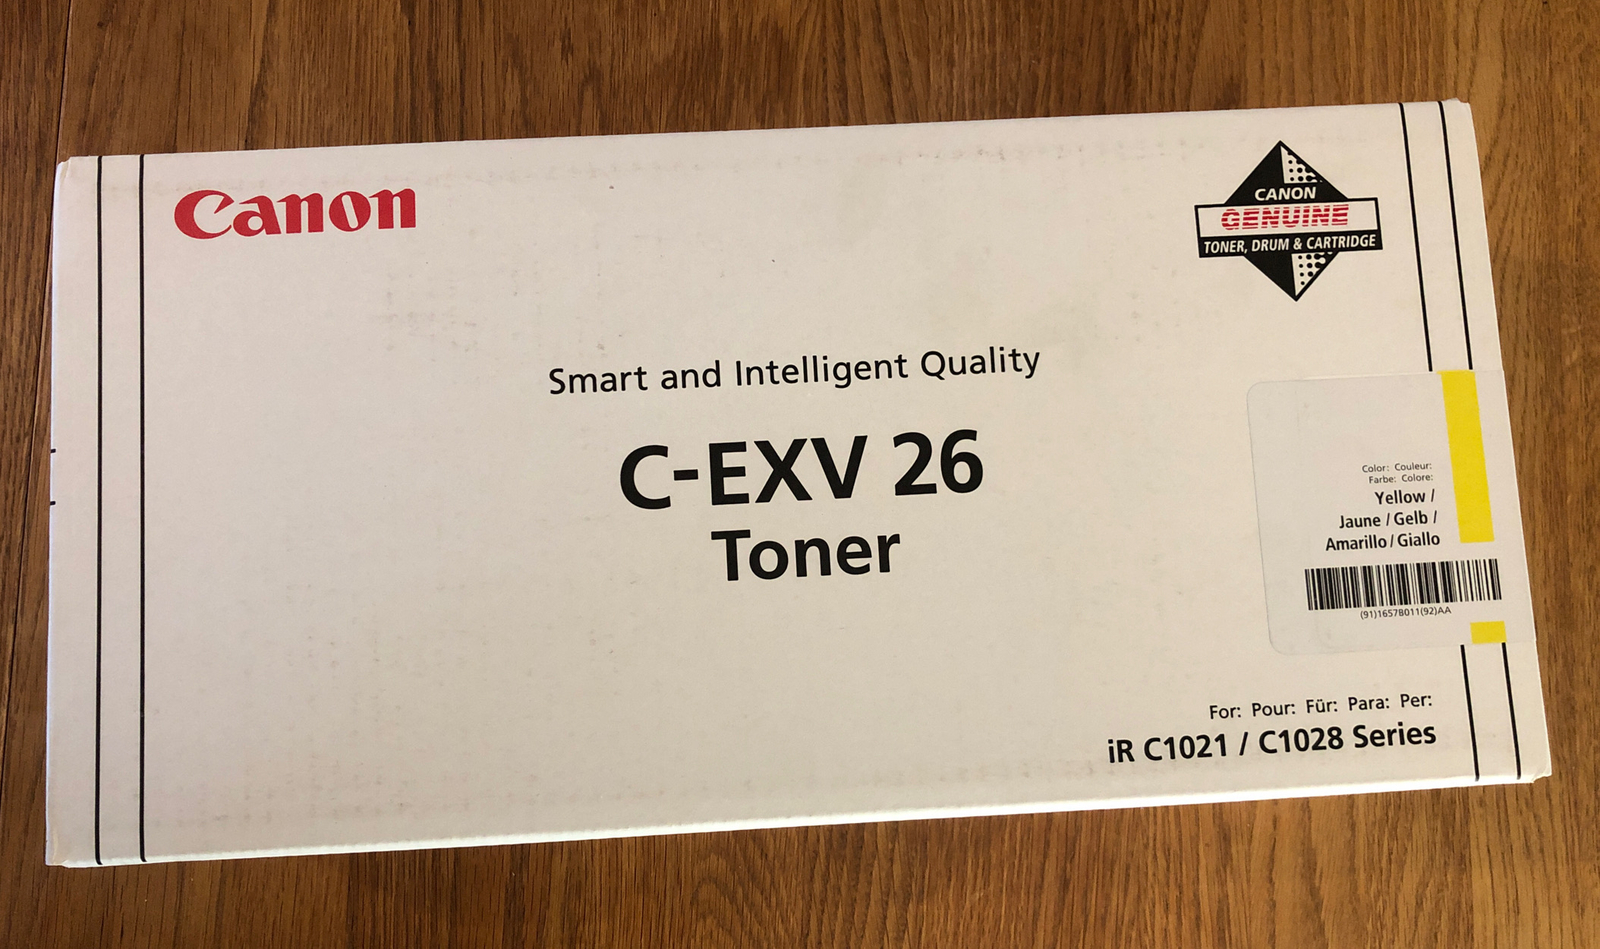 Canon
CANON
GENUINE
TONER, DRUM & CARTRIDGE
Smart and Intelligent Quality
C-EXV 26
Toner
Color: Couleur:
Farbe: Colore:
Yellow /
Jaune / Gelb /
Amarillo / Giallo
(91)1657B011(92)AA
For: Pour: Für: Para: Per:
iR C1021 / C1028 Series